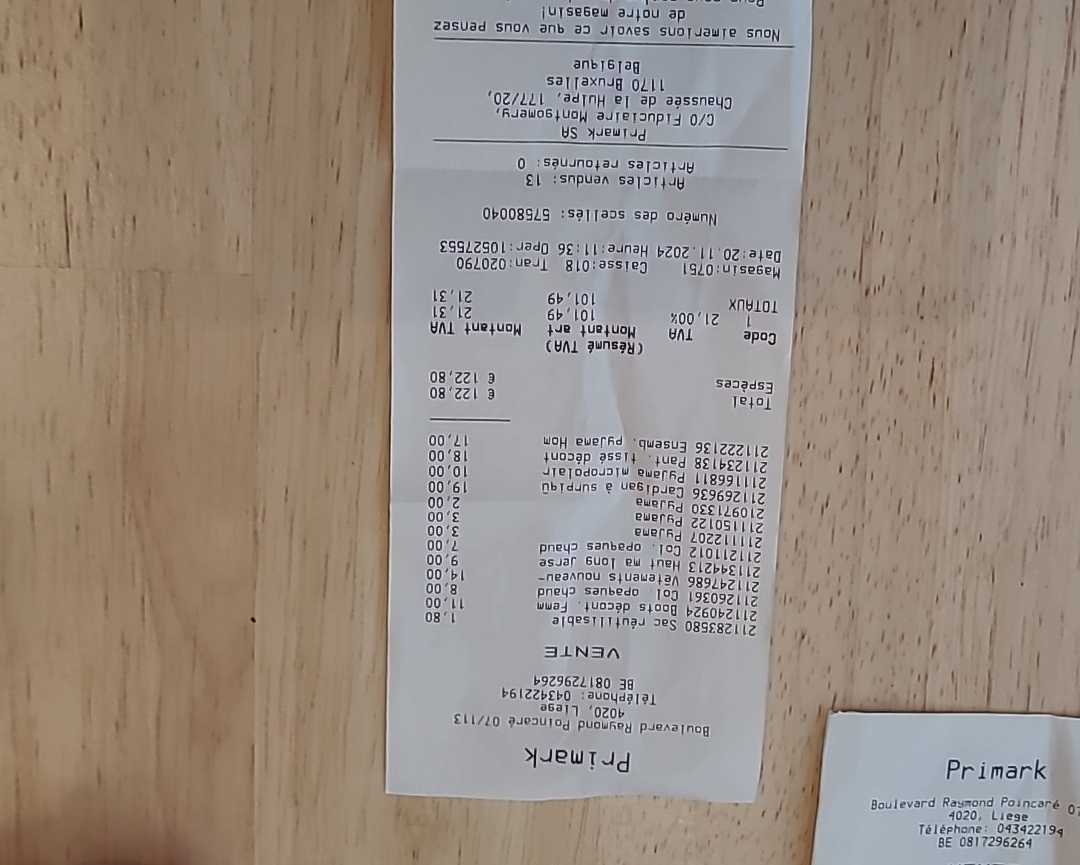 Primark
Boulevard Raymond Poincaré 07/113
4020, Liege
Téléphone: 043422194
BE 0817296264
VENTE
211283580 Sac réutilisable 1,80
211240924 Boots décont. Femm 11,00
211260361 Col. opaques chaud 8,00
211247686 Vêtements nouveau- 14,00
211344213 Haut ma long jerse 9,00
211211012 Col. opaques chaud 7,00
211112207 Pyjama 3,00
211150122 Pyjama 3,00
210971330 Pyjama 2,00
211269636 Cardigan à surpiqû 19,00
211166811 Pyjama micropolair 10,00
211234138 Pant. tissé décont 18,00
211222136 Ensemb. pyjama Hom 17,00
Total € 122,80
Espèces € 122,80
(Résumé TVA)
Code TVA Montant art Montant TVA
1 21,00% 101,49 21,31
TOTAUX 101,49 21,31
Magasin:0751 Caisse:018 Tran:020790
Date:20.11.2024 Heure:11:36 Oper:10527553
Numéro des scellés: 57580040
Articles vendus: 13
Articles retournés: 0
Primark SA
C/O Fiduciaire Montgomery,
Chaussée de la Hulpe, 177/20,
1170 Bruxelles
Belgique
Nous aimerions savoir ce que vous pensez
de notre magasin!
Primark
Boulevard Raymond Poincaré 07
4020, Liege
Téléphone: 043422194
BE 0817296264